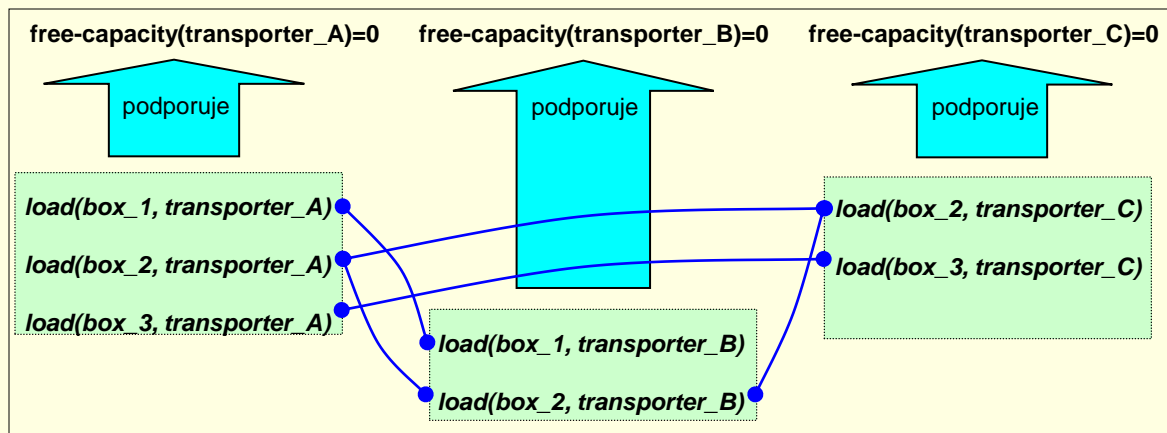 free-capacity(transporter_A)=0
free-capacity(transporter_B)=0
free-capacity(transporter_C)=0
podporuje
podporuje
podporuje
load(box_1, transporter_A)
load(box_2, transporter_A)
load(box_3, transporter_A)
load(box_1, transporter_B)
load(box_2, transporter_B)
load(box_2, transporter_C)
load(box_3, transporter_C)